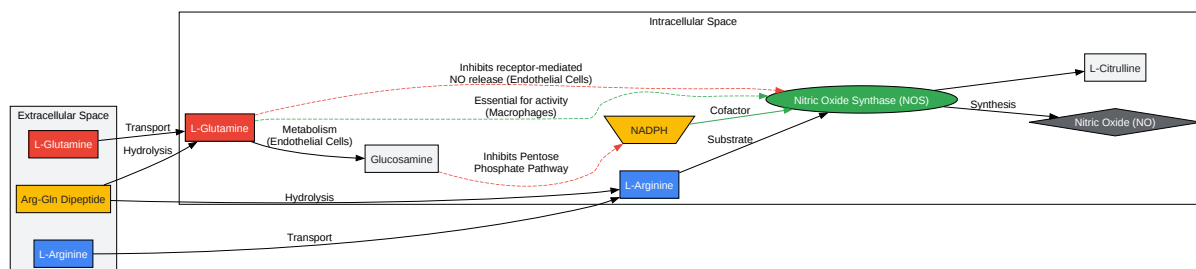 Intracellular Space
Extracellular Space
L-Glutamine
Arg-Gln Dipeptide
L-Arginine
Transport
Hydrolysis
L-Glutamine
Metabolism
(Endothelial Cells)
Glucosamine
Hydrolysis
Transport
Inhibits receptor-mediated
NO release (Endothelial Cells)
Essential for activity
(Macrophages)
Inhibits Pentose
Phosphate Pathway
NADPH
L-Arginine
Cofactor
Substrate
Nitric Oxide Synthase (NOS)
Synthesis
L-Citrulline
Nitric Oxide (NO)